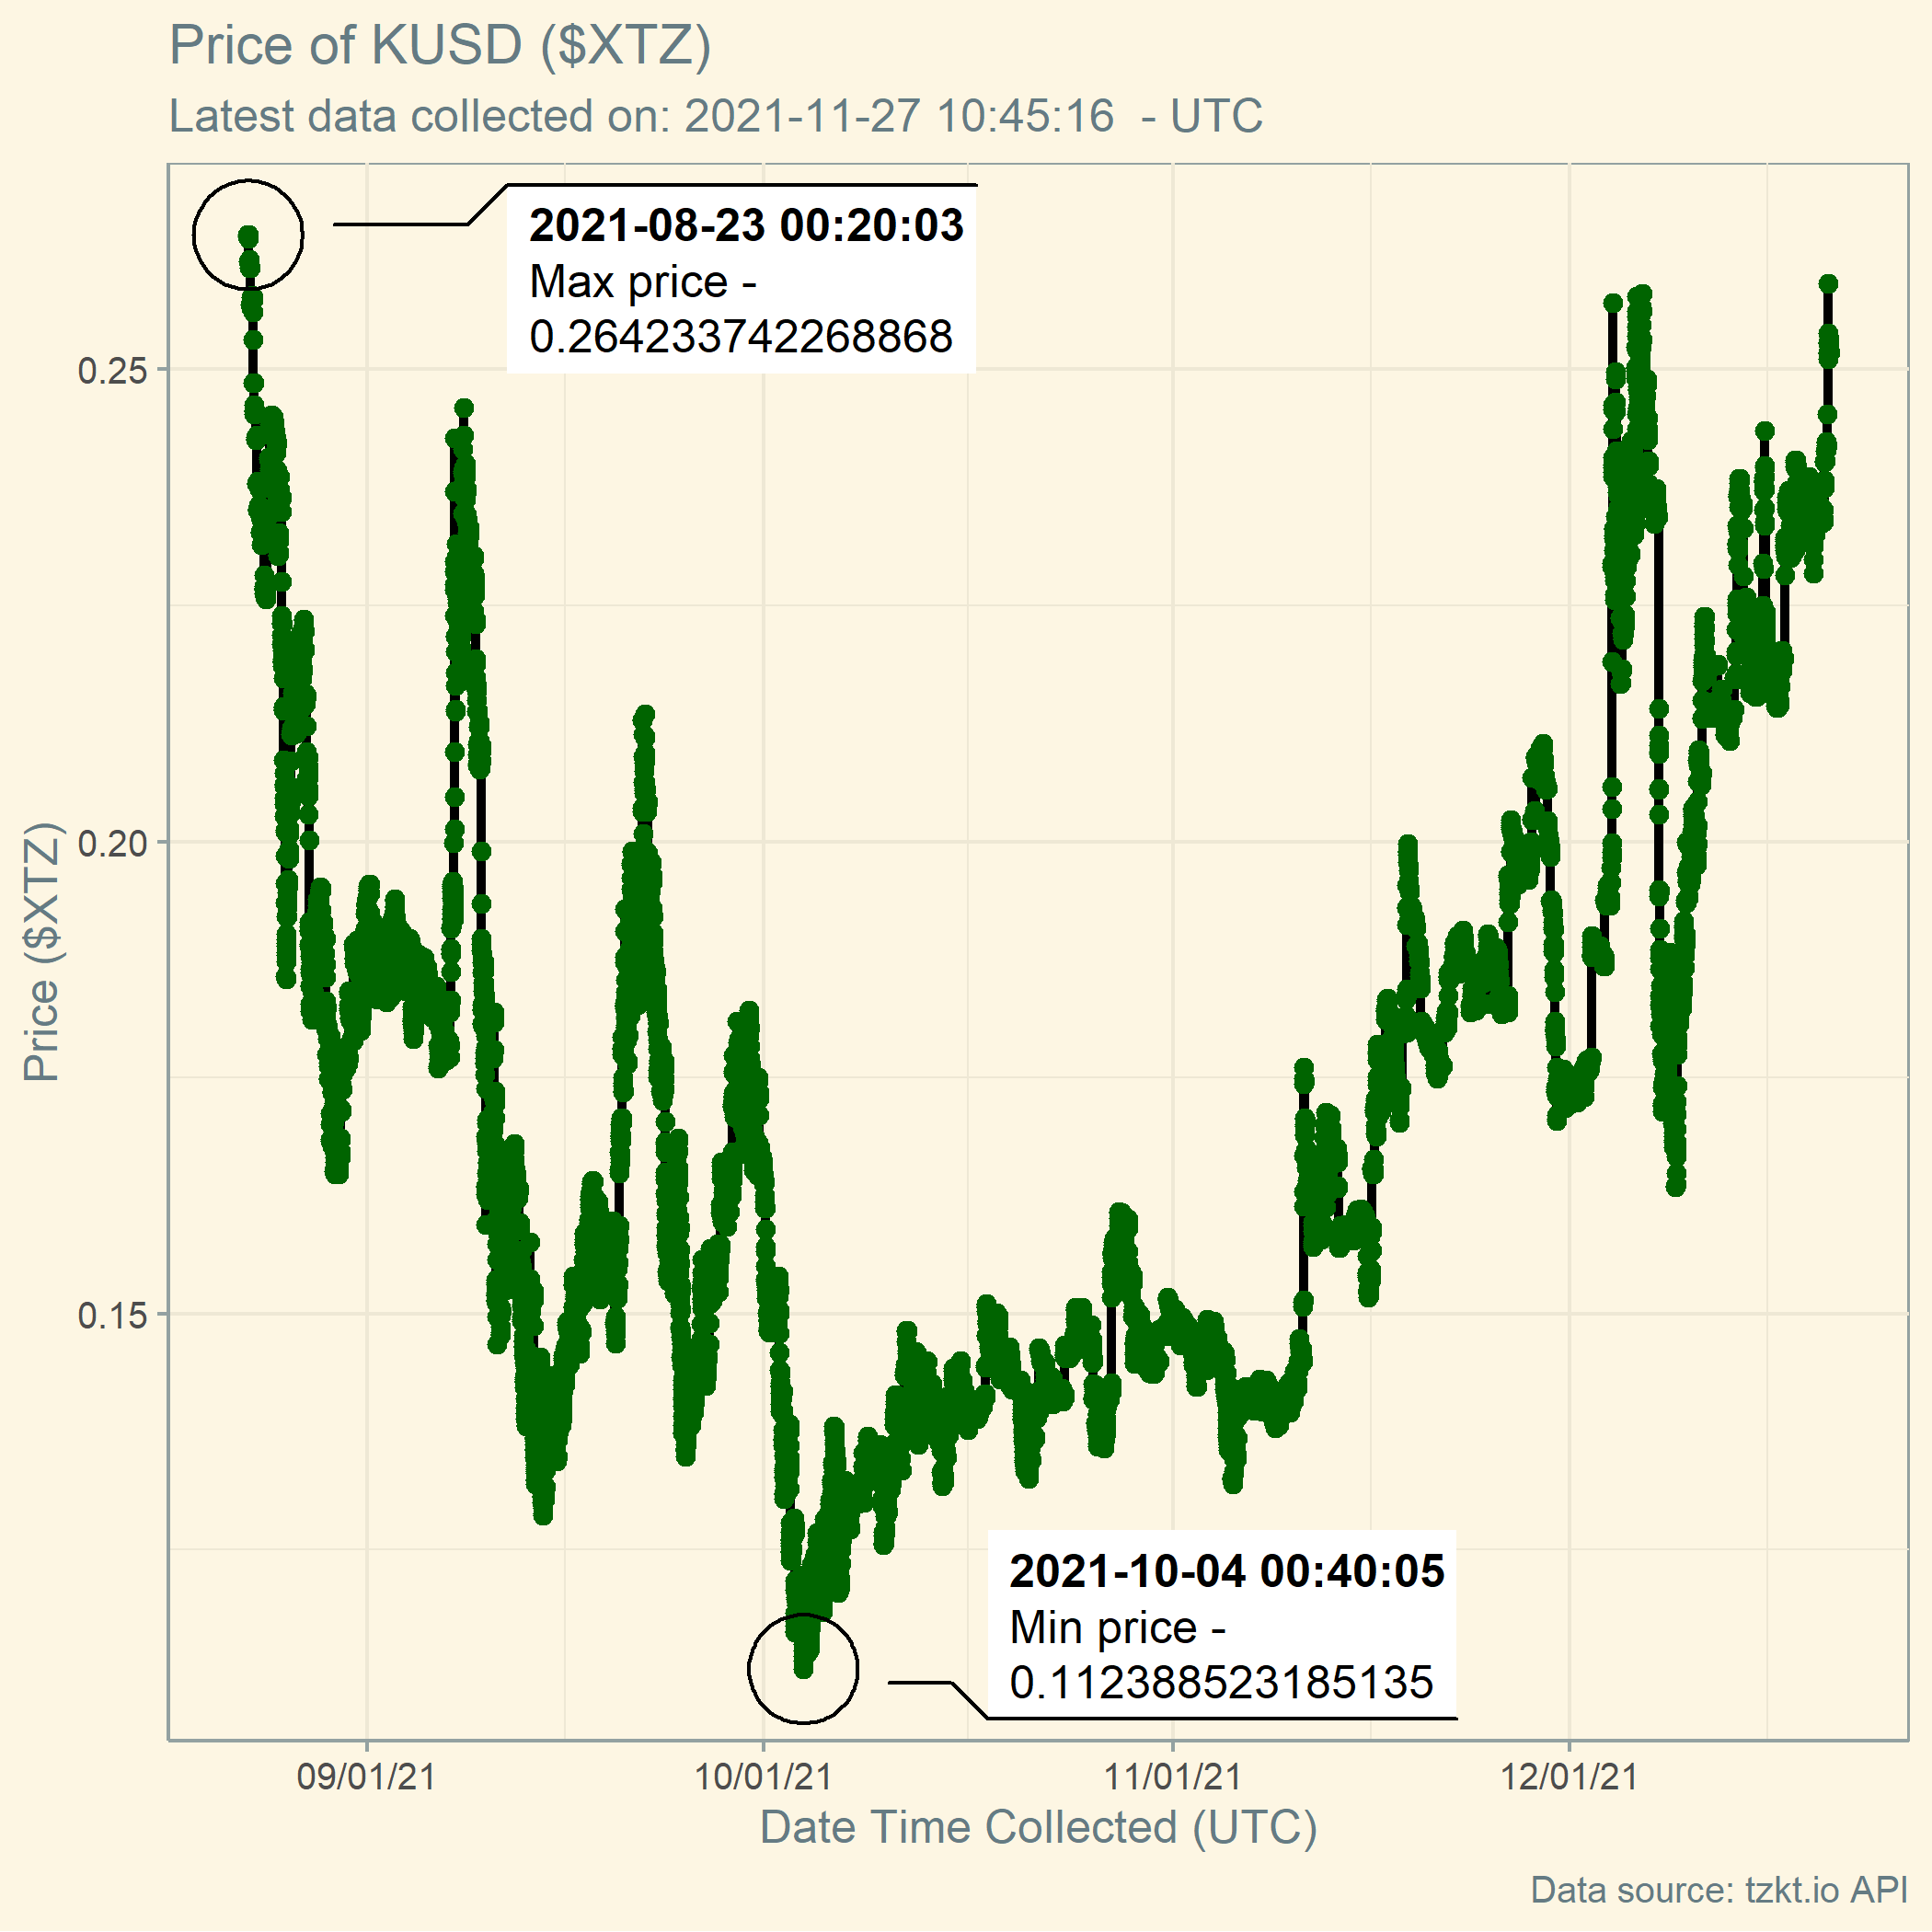 Price of KUSD ($XTZ)
Latest data collected on: 2021-11-27 10:45:16  - UTC
2021-08-23 00:20:03
Max price -
0.264233742268868
0.25
0.20
0.15
Price ($XTZ)
2021-10-04 00:40:05
Min price -
0.112388523185135
09/01/21
10/01/21
11/01/21
12/01/21
Date Time Collected (UTC)
Data source: tzkt.io API